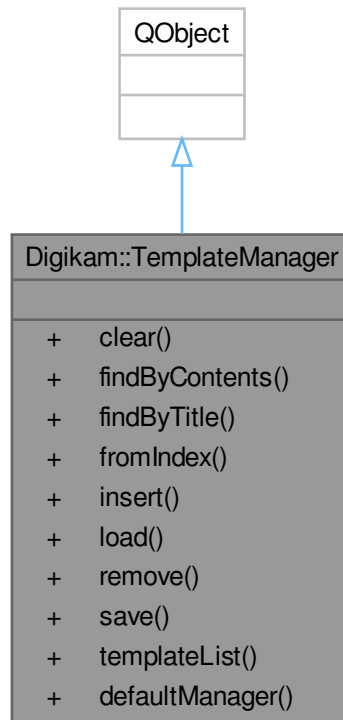 QObject
Digikam::TemplateManager
+ clear()
+ findByContents()
+ findByTitle()
+ fromIndex()
+ insert()
+ load()
+ remove()
+ save()
+ templateList()
+ defaultManager()